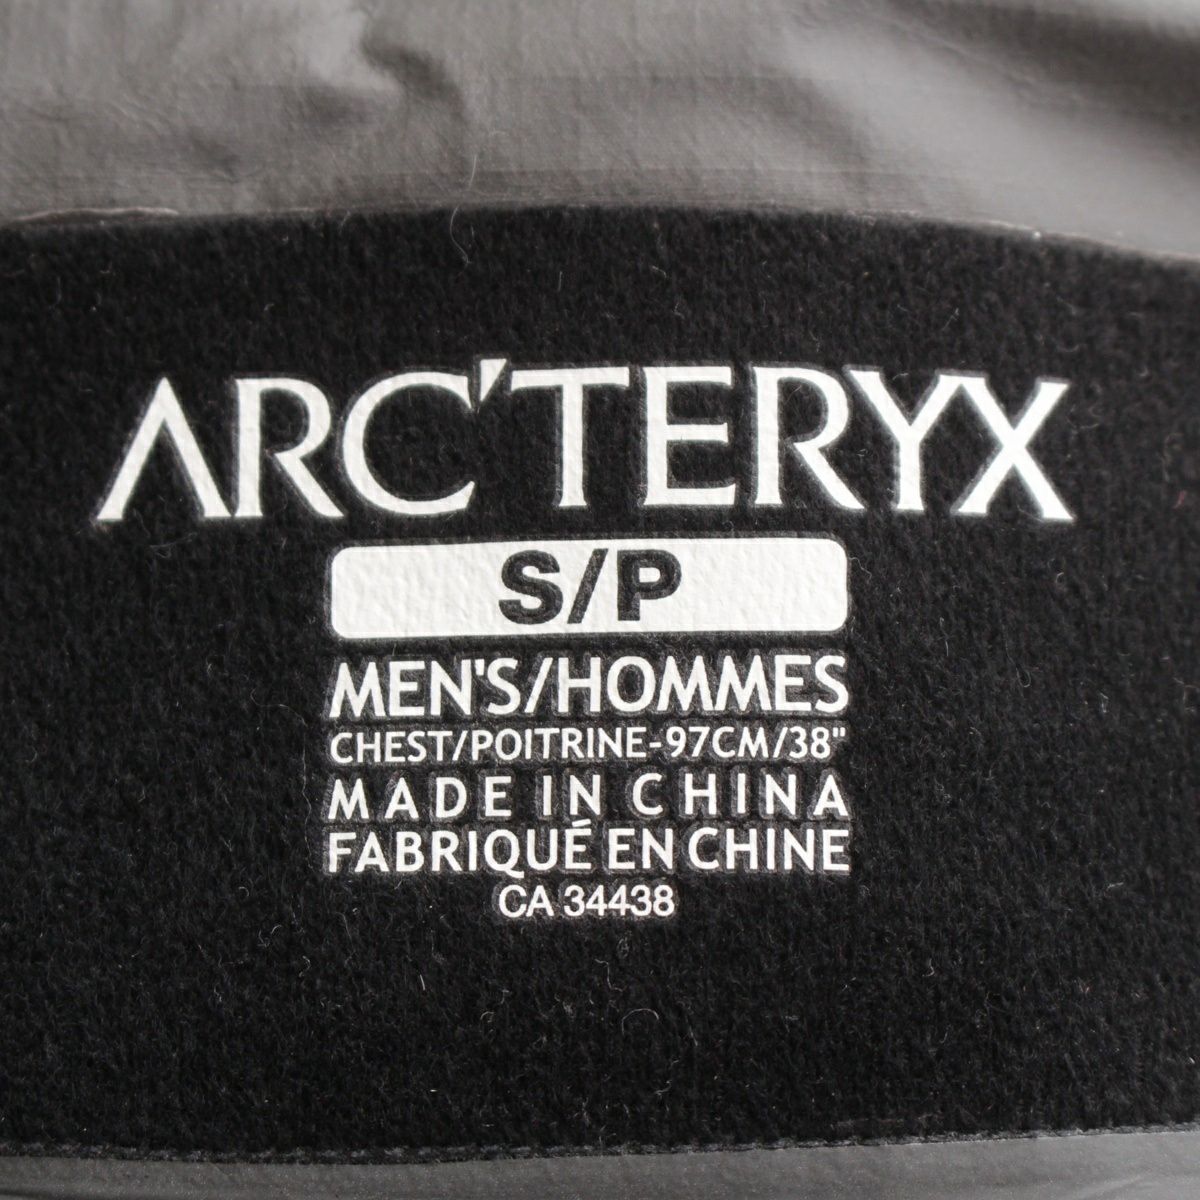 ARC'TERYX
S/P
MEN'S/HOMMES
CHEST/POITRINE-97CM/38"
MADE IN CHINA
FABRIQUÉ EN CHINE
CA 34438